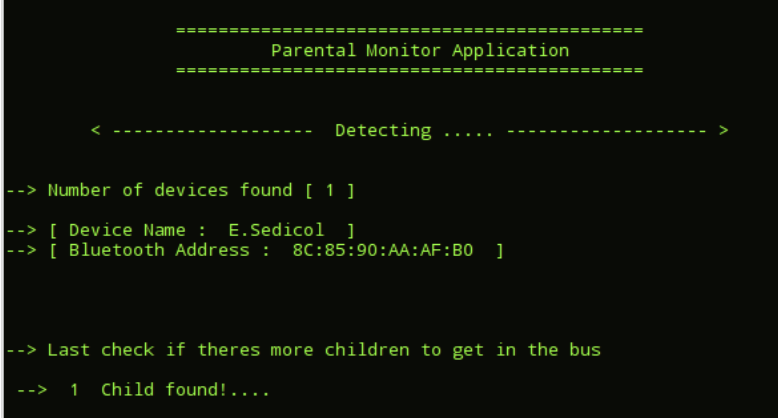 ============================================
Parental Monitor Application
============================================
< -------------------  Detecting ..... ------------------- >
--> Number of devices found [ 1 ]
--> [ Device Name :  E.Sedicol  ]
--> [ Bluetooth Address :  8C:85:90:AA:AF:B0  ]
--> Last check if theres more children to get in the bus
-->  1  Child found!....